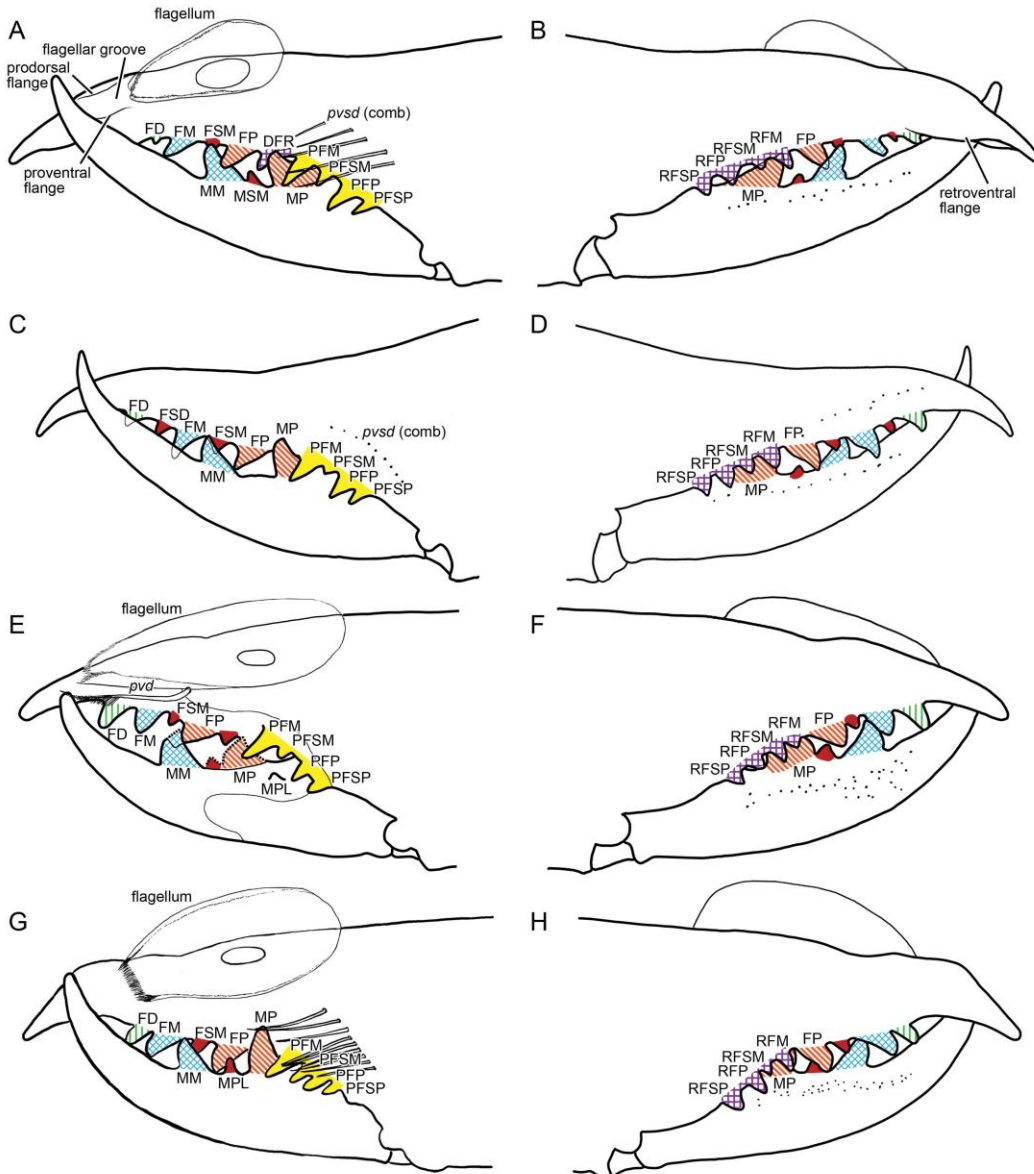 A
flagellum
flagellar groove
prodorsal
flange
proventral
flange
pvsd (comb)
FD
FM
FSM
FP
DFR
PFM
PFSM
PFP
PFSP
MM
MSM
MP
B
RFM
RFSM
RFP
RFSP
FP
MP
retroventral
flange
C
FD
FSD
FM
FSM
FP
MP
PFM
PFSM
PFP
PFSP
MM
pvsd (comb)
D
RFM
RFSM
RFP
RFSP
FP
MP
E
flagellum
pvd
FD
FM
FSM
FP
PFM
PFSM
PFP
PFSP
MM
MP
MPL
F
RFM
RFSM
RFP
RFSP
FP
MP
G
flagellum
FD
FM
FSM
FP
MP
PFM
PFSM
PFP
PFSP
MM
MPL
H
RFM
RFSM
RFP
RFSP
FP
MP